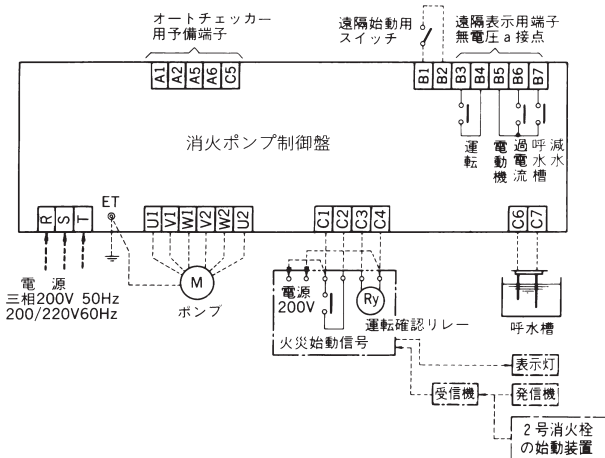 オートチェッカー
用予備端子
遠隔始動用
スイッチ
遠隔表示用端子
無電圧a接点
A1 A2 A5 A6 C5
B1 B2 B3 B4 B5 B6 B7
運転
電動機
過電流
呼水槽
減水
消火ポンプ制御盤
ET
R S T
U1 V1 W1 V2 W2 U2
C1 C2 C3 C4
C6 C7
電源
三相200V 50Hz
200/220V60Hz
M
ポンプ
電源
200V
Ry
運転確認リレー
火災始動信号
呼水槽
表示灯
受信機
発信機
2号消火栓
の始動装置